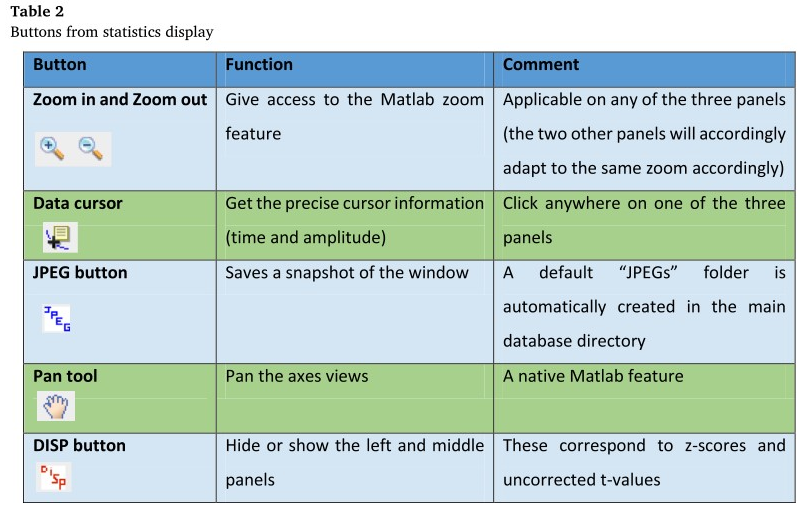 Table 2
Buttons from statistics display
Button Function Comment
Zoom in and Zoom out Give access to the Matlab zoom Applicable on any of the three panels
feature (the two other panels will accordingly
adapt to the same zoom accordingly)
Data cursor Get the precise cursor information Click anywhere on one of the three
(time and amplitude) panels
JPEG button Saves a snapshot of the window A default “JPEGs” folder is
JPEG automatically created in the main
database directory
Pan tool Pan the axes views A native Matlab feature
DISP button Hide or show the left and middle These correspond to z-scores and
DiSp panels uncorrected t-values